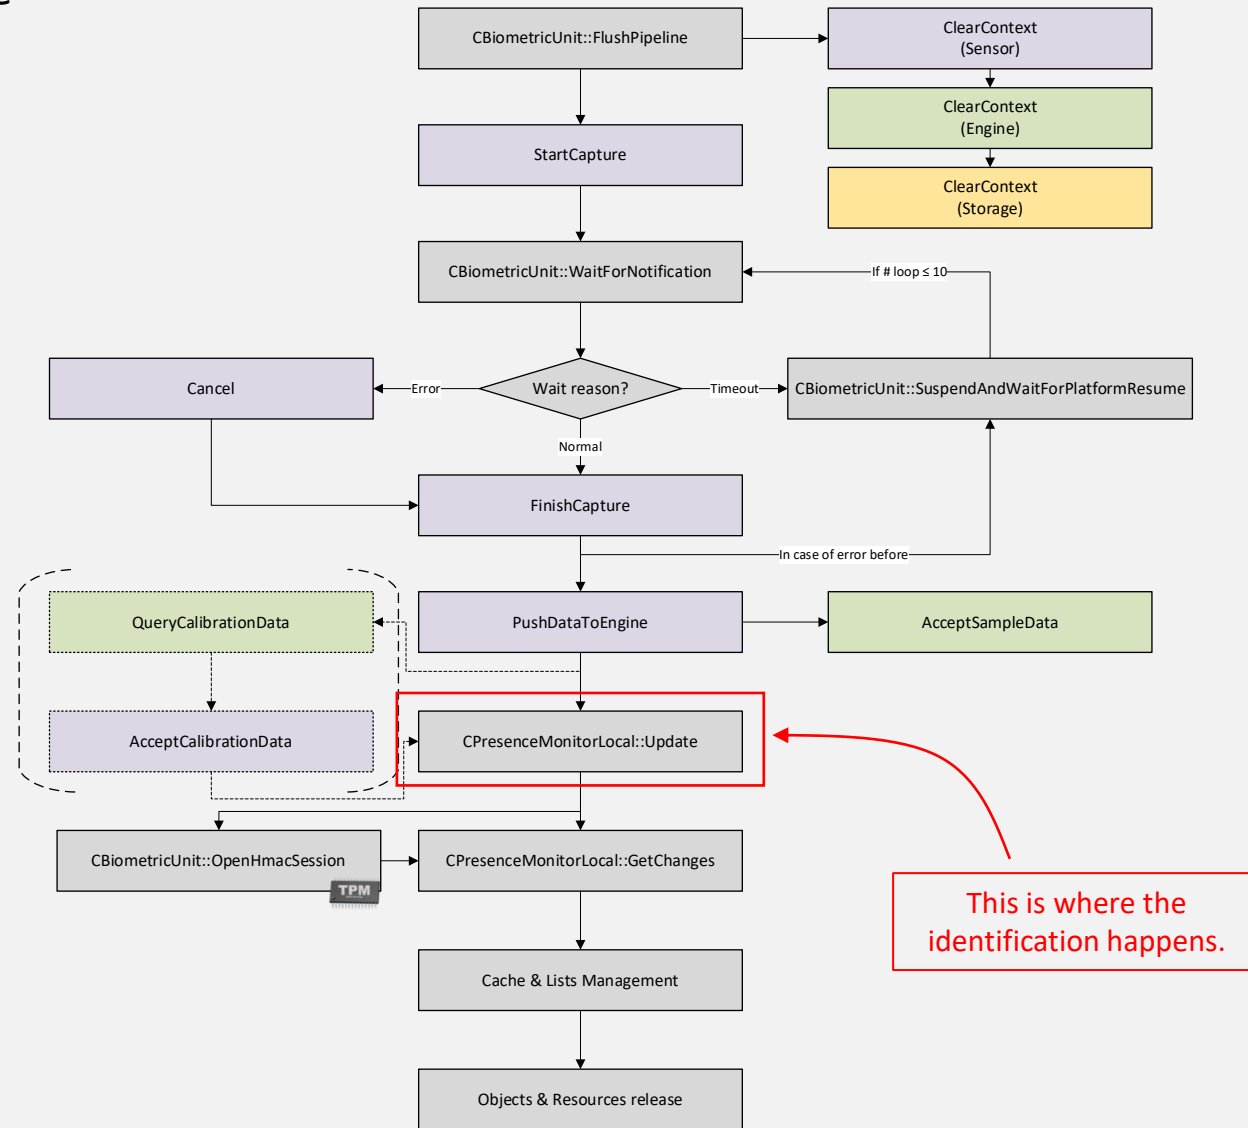 CBiometricUnit::FlushPipeline
ClearContext
(Sensor)
ClearContext
(Engine)
StartCapture
ClearContext
(Storage)
CBiometricUnit::WaitForNotification
If # loop ≤ 10
Cancel
Error
Wait reason?
Timeout
CBiometricUnit::SuspendAndWaitForPlatformResume
Normal
FinishCapture
In case of error before
QueryCalibrationData
PushDataToEngine
AcceptSampleData
AcceptCalibrationData
CPresenceMonitorLocal::Update
CBiometricUnit::OpenHmacSession
TPM
CPresenceMonitorLocal::GetChanges
This is where the
identification happens.
Cache & Lists Management
Objects & Resources release